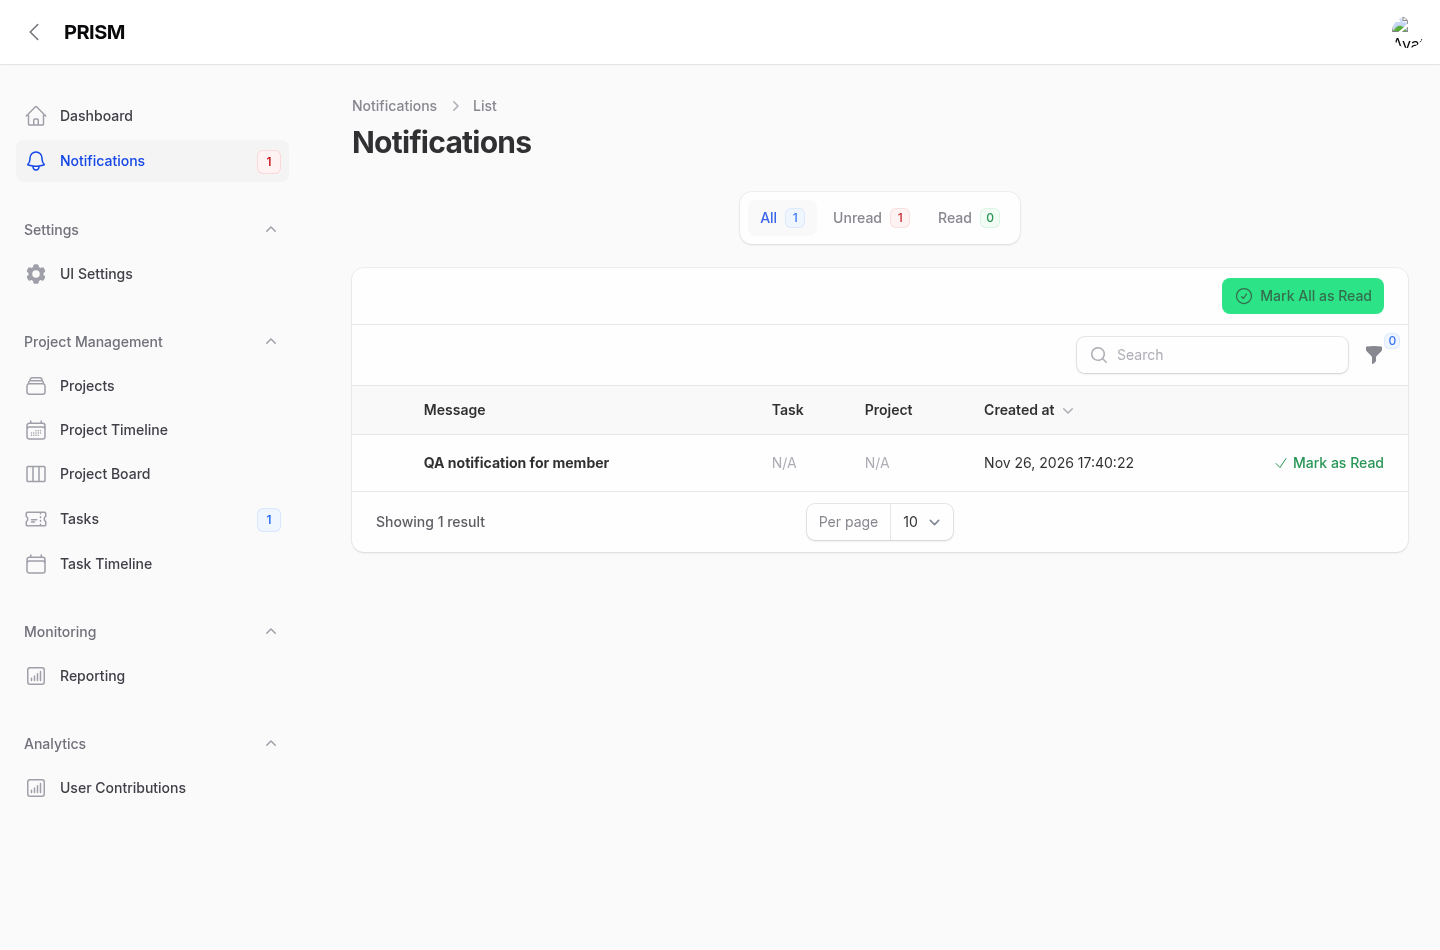 PRISM
Dashboard
Notifications 1
Settings
UI Settings
Project Management
Projects
Project Timeline
Project Board
Tasks 1
Task Timeline
Monitoring
Reporting
Analytics
User Contributions
Notifications List
Notifications
All 1 Unread 1 Read 0
Mark All as Read
Search 0
Message Task Project Created at
QA notification for member N/A N/A Nov 26, 2026 17:40:22 Mark as Read
Showing 1 result Per page 10